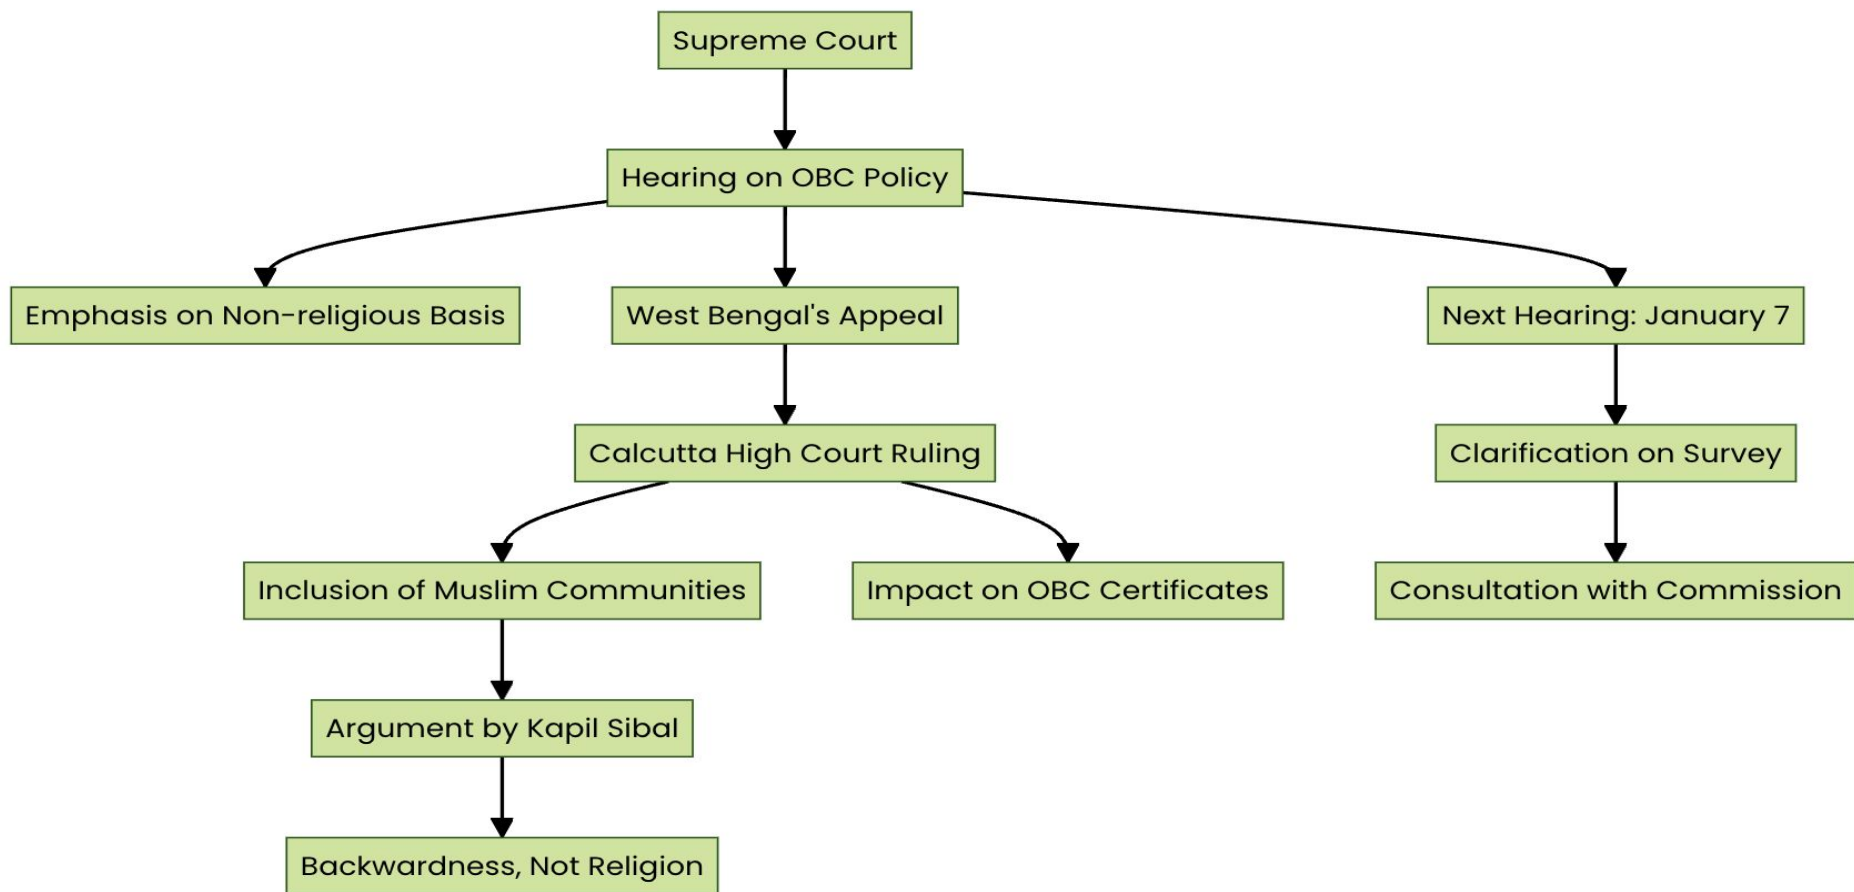 Supreme Court
Hearing on OBC Policy
Emphasis on Non-religious Basis
West Bengal's Appeal
Next Hearing: January 7
Calcutta High Court Ruling
Clarification on Survey
Inclusion of Muslim Communities
Impact on OBC Certificates
Consultation with Commission
Argument by Kapil Sibal
Backwardness, Not Religion